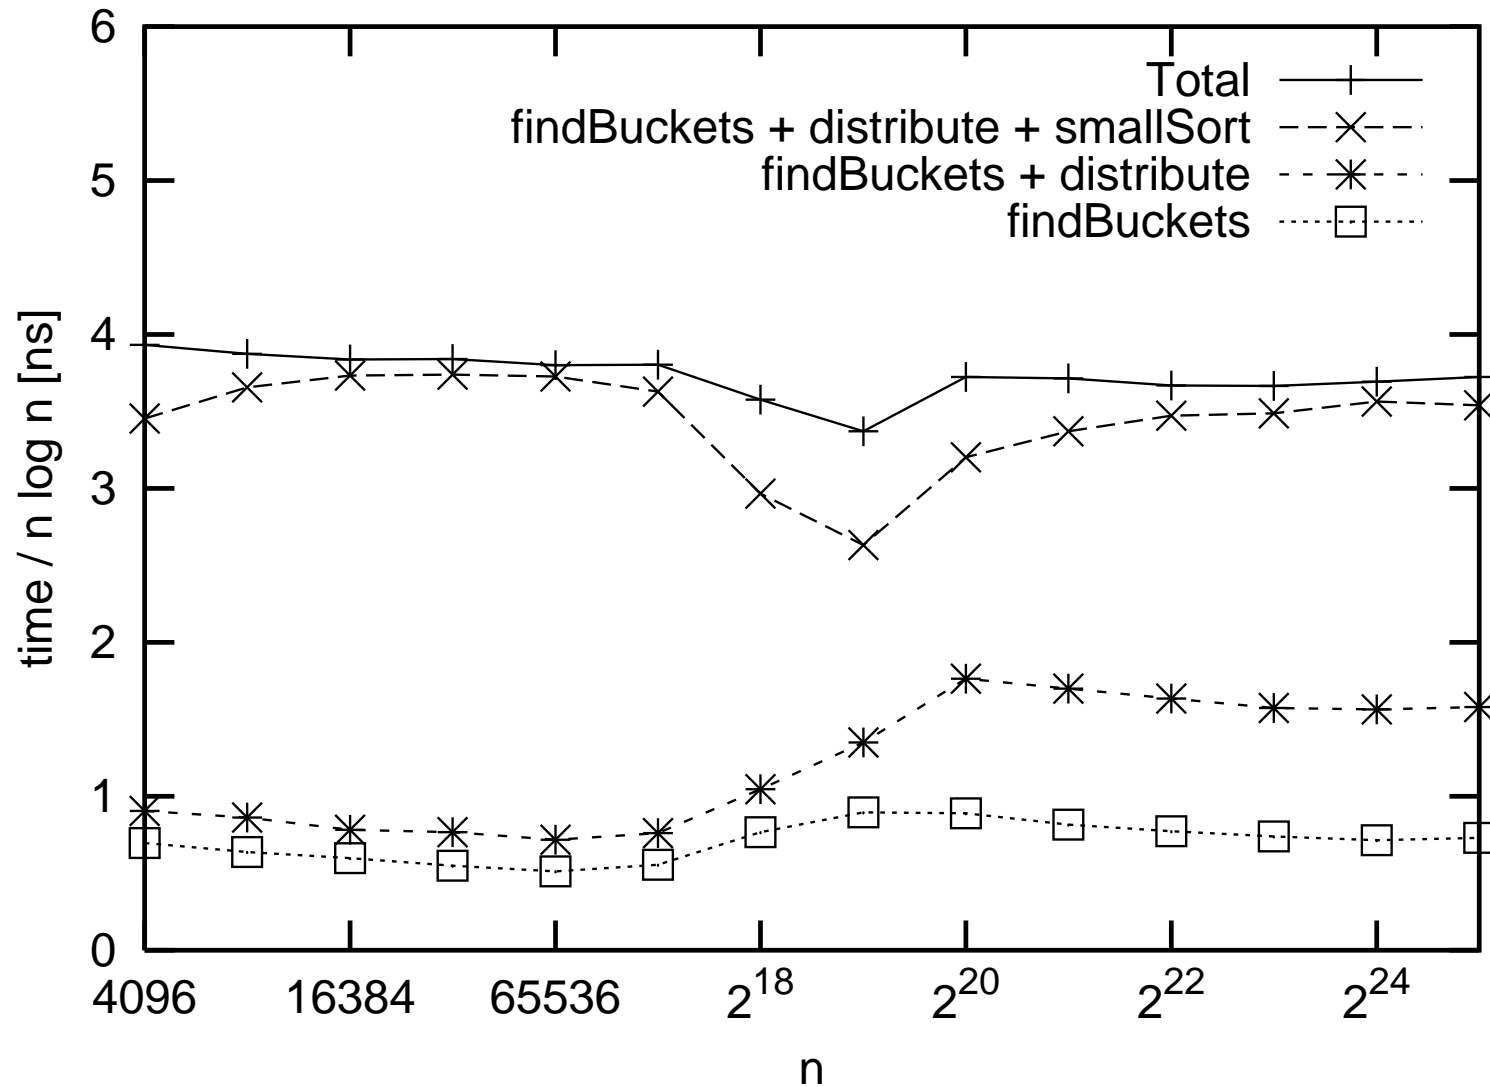 6
5
4
3
2
1
0
time / n log n [ns]
Total
findBuckets + distribute + smallSort
findBuckets + distribute
findBuckets
4096 16384 65536 2^18 2^20 2^22 2^24
n